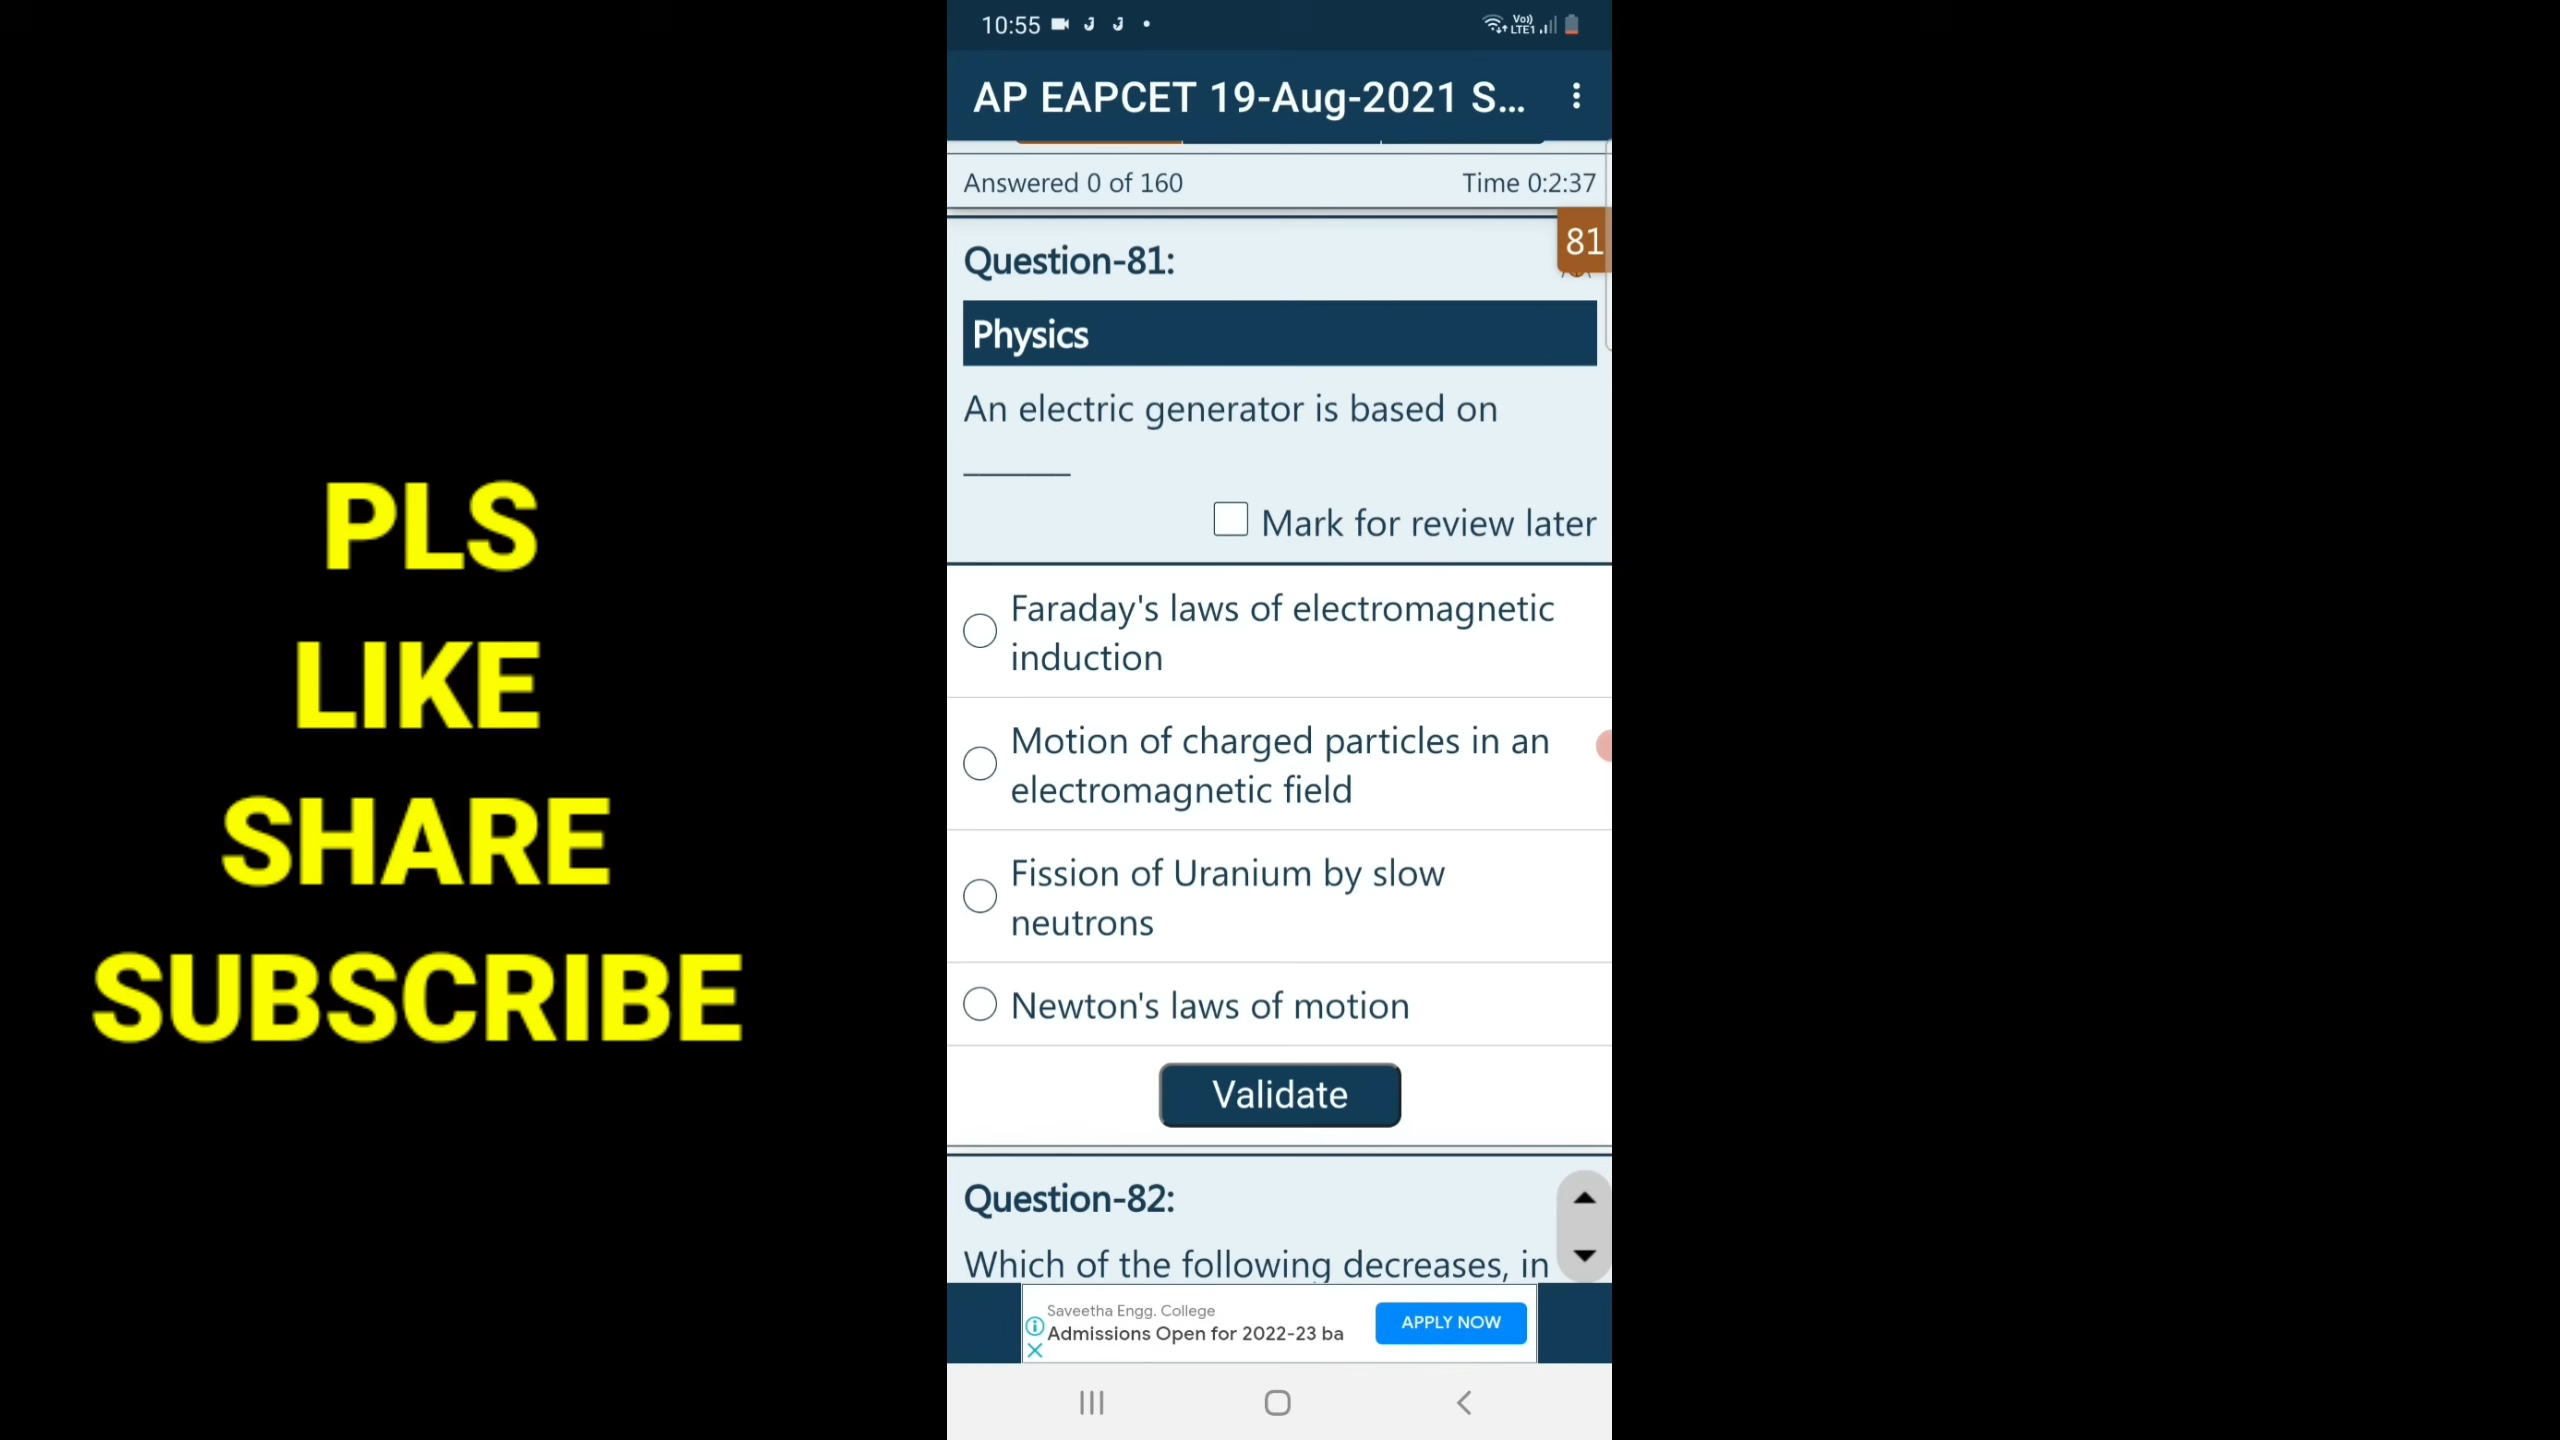 PLS
LIKE
SHARE
SUBSCRIBE
10:55
Vo))
LTE1
AP EAPCET 19-Aug-2021 S...
Answered 0 of 160
Time 0:2:37
81
Question-81:
Physics
An electric generator is based on
______
Mark for review later
Faraday's laws of electromagnetic
induction
Motion of charged particles in an
electromagnetic field
Fission of Uranium by slow
neutrons
Newton's laws of motion
Validate
Question-82:
Which of the following decreases, in
Saveetha Engg. College
Admissions Open for 2022-23 ba
APPLY NOW